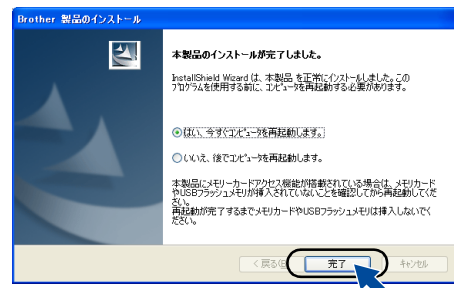 Brother 製品のインストール
本製品のインストールが完了しました。
InstallShield Wizard は、本製品 を正常にインストールしました。この
プログラムを使用する前に、コンピュータを再起動する必要があります。
はい、今すぐコンピュータを再起動します。
いいえ、後でコンピュータを再起動します。
本製品にメモリーカードアクセス機能が搭載されている場合は、メモリカード
やUSBフラッシュメモリが挿入されていないことを確認してから再起動してくだ
さい。
再起動が完了するまでメモリカードやUSBフラッシュメモリは挿入しないでく
ださい。
< 戻る(B) 完了 キャンセル